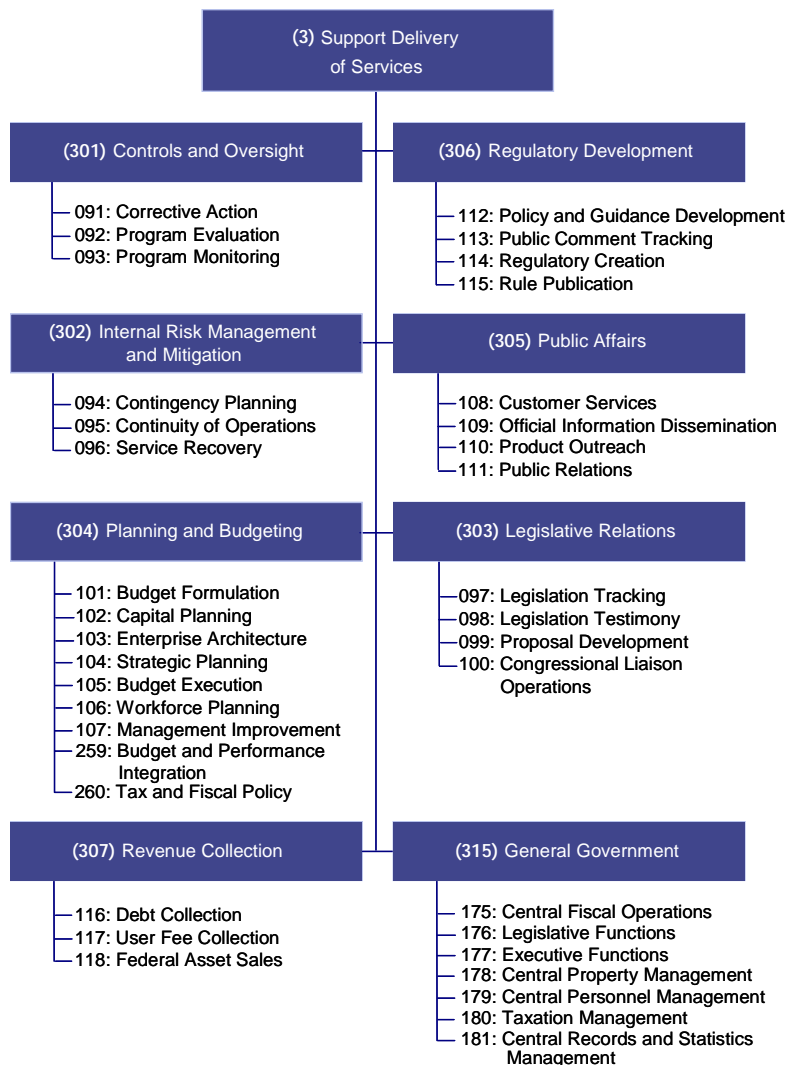 (3) Support Delivery
of Services
(301) Controls and Oversight
091: Corrective Action
092: Program Evaluation
093: Program Monitoring
(306) Regulatory Development
112: Policy and Guidance Development
113: Public Comment Tracking
114: Regulatory Creation
115: Rule Publication
(302) Internal Risk Management
and Mitigation
094: Contingency Planning
095: Continuity of Operations
096: Service Recovery
(305) Public Affairs
108: Customer Services
109: Official Information Dissemination
110: Product Outreach
111: Public Relations
(304) Planning and Budgeting
101: Budget Formulation
102: Capital Planning
103: Enterprise Architecture
104: Strategic Planning
105: Budget Execution
106: Workforce Planning
107: Management Improvement
259: Budget and Performance
Integration
260: Tax and Fiscal Policy
(303) Legislative Relations
097: Legislation Tracking
098: Legislation Testimony
099: Proposal Development
100: Congressional Liaison
Operations
(307) Revenue Collection
116: Debt Collection
117: User Fee Collection
118: Federal Asset Sales
(315) General Government
175: Central Fiscal Operations
176: Legislative Functions
177: Executive Functions
178: Central Property Management
179: Central Personnel Management
180: Taxation Management
181: Central Records and Statistics
Management